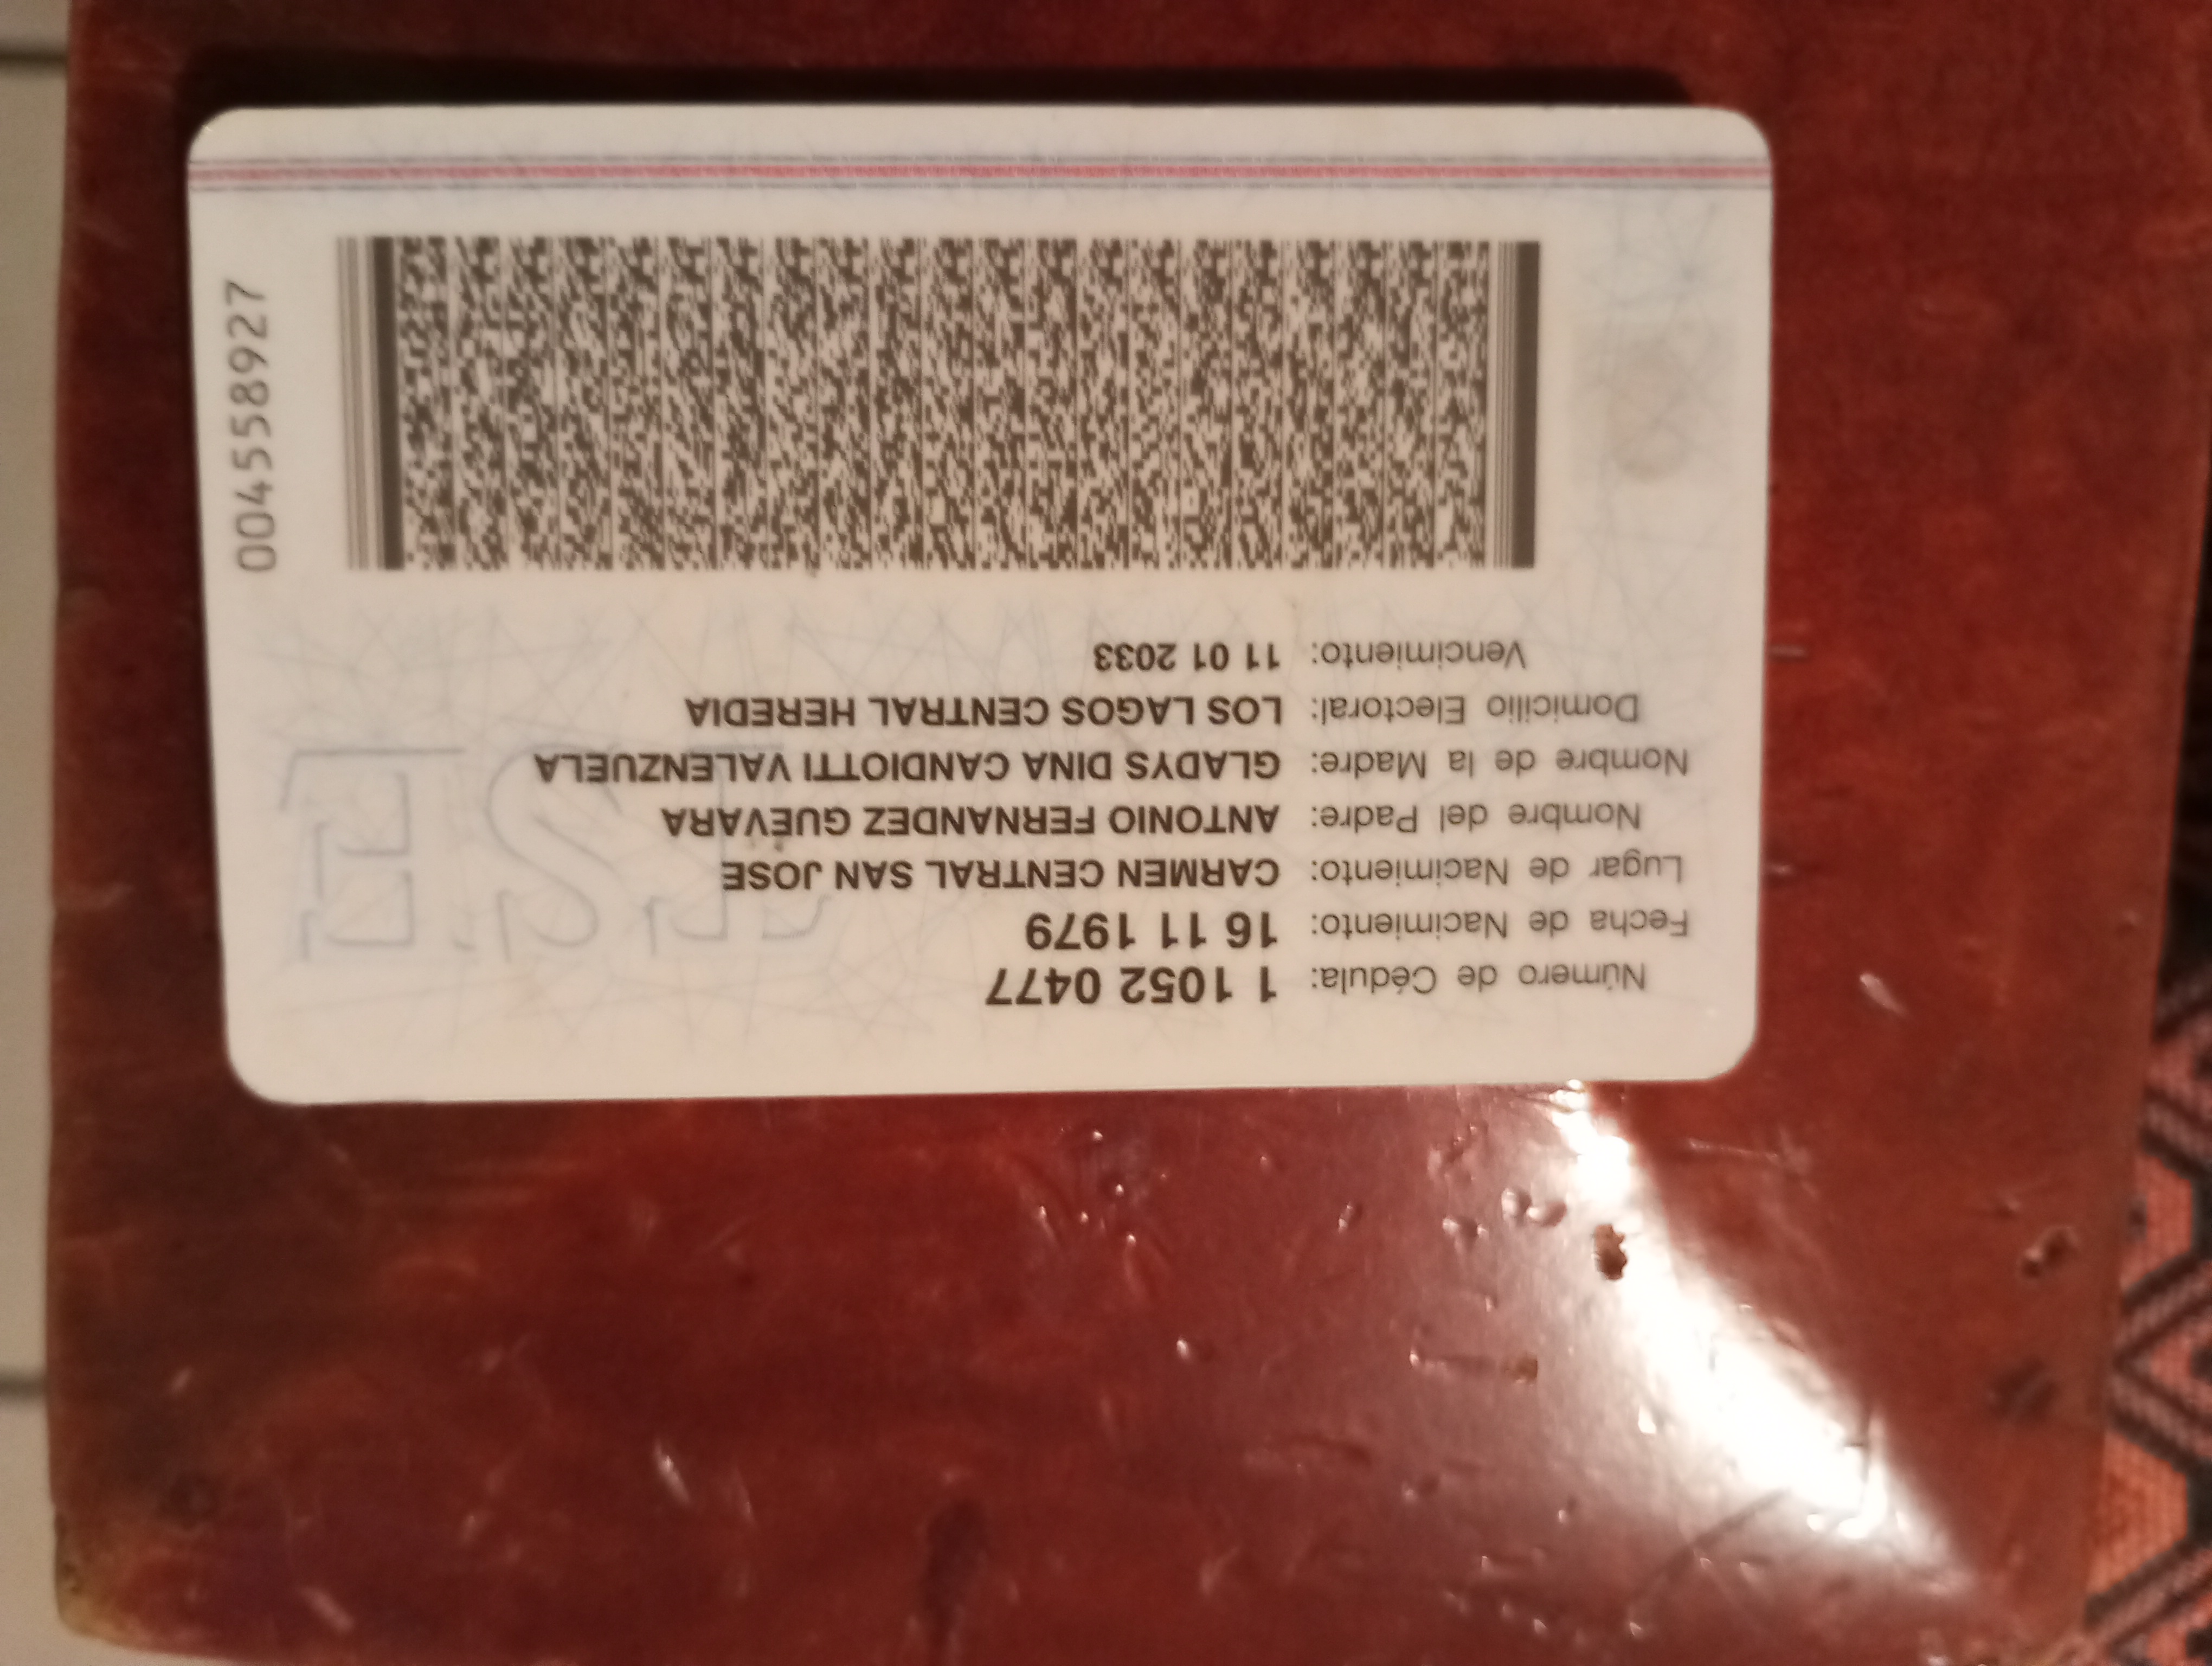 Número de Cédula: 1 1052 0477
Fecha de Nacimiento: 16 11 1979
Lugar de Nacimiento: CARMEN CENTRAL SAN JOSE
Nombre del Padre: ANTONIO FERNANDEZ GUEVARA
Nombre de la Madre: GLADYS DINA CANDIOTTI VALENZUELA
Domicilio Electoral: LOS LAGOS CENTRAL HEREDIA
Vencimiento: 11 01 2033
004558927
T.S.E